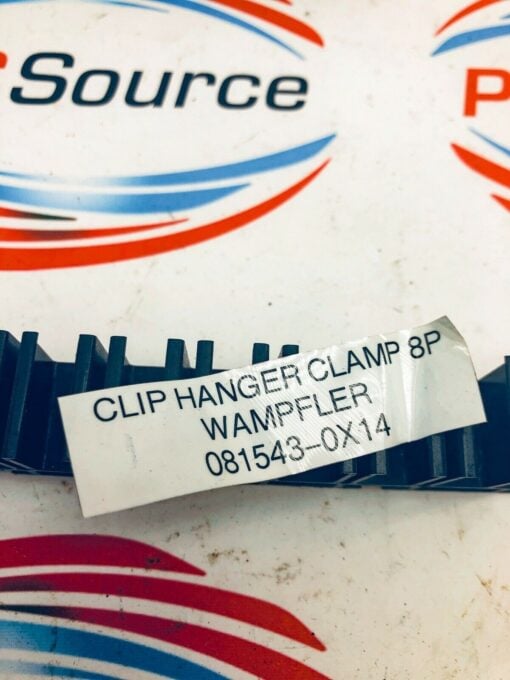 Source
P
CLIP HANGER CLAMP 8P
WAMPFLER
081543-0X14